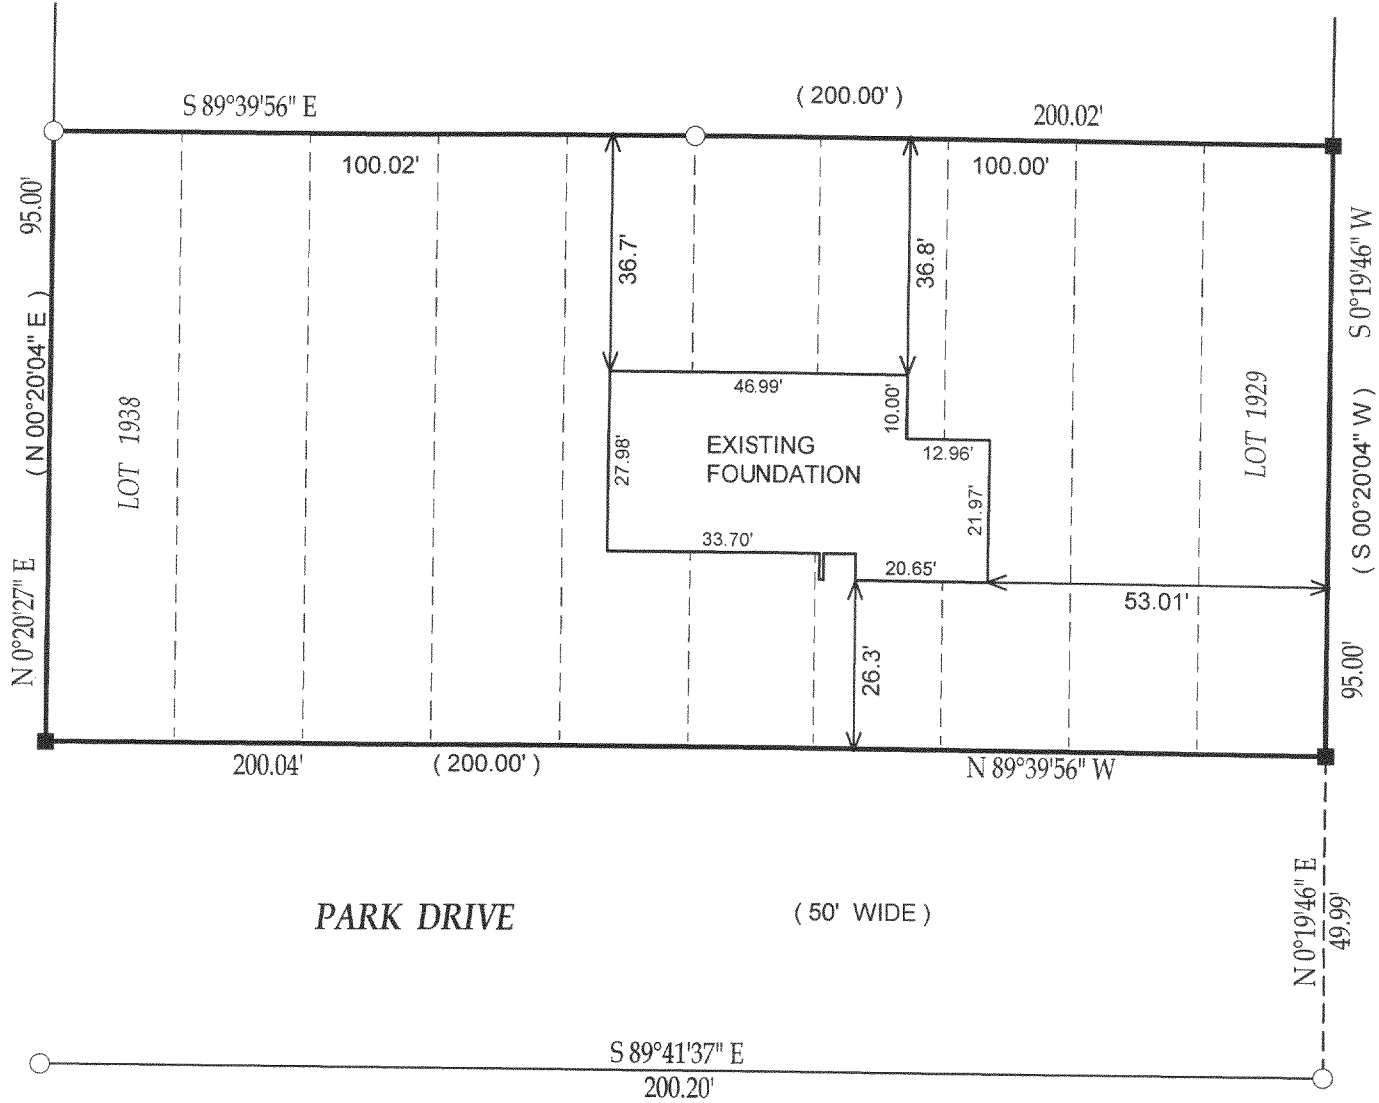 ( 200.00' )
S 89°39'56" E
200.02'
100.02'
100.00'
95.00'
( N 00°20'04" E )
N 0°20'27" E
LOT 1938
36.7'
36.8'
S 0°19'46" W
( S 00°20'04" W )
LOT 1929
46.99'
10.00'
27.98'
EXISTING
FOUNDATION
12.96'
21.97'
33.70'
20.65'
53.01'
26.3'
95.00'
200.04'
( 200.00' )
N 89°39'56" W
PARK DRIVE
( 50' WIDE )
N 0°19'46" E
49.99'
S 89°41'37" E
200.20'